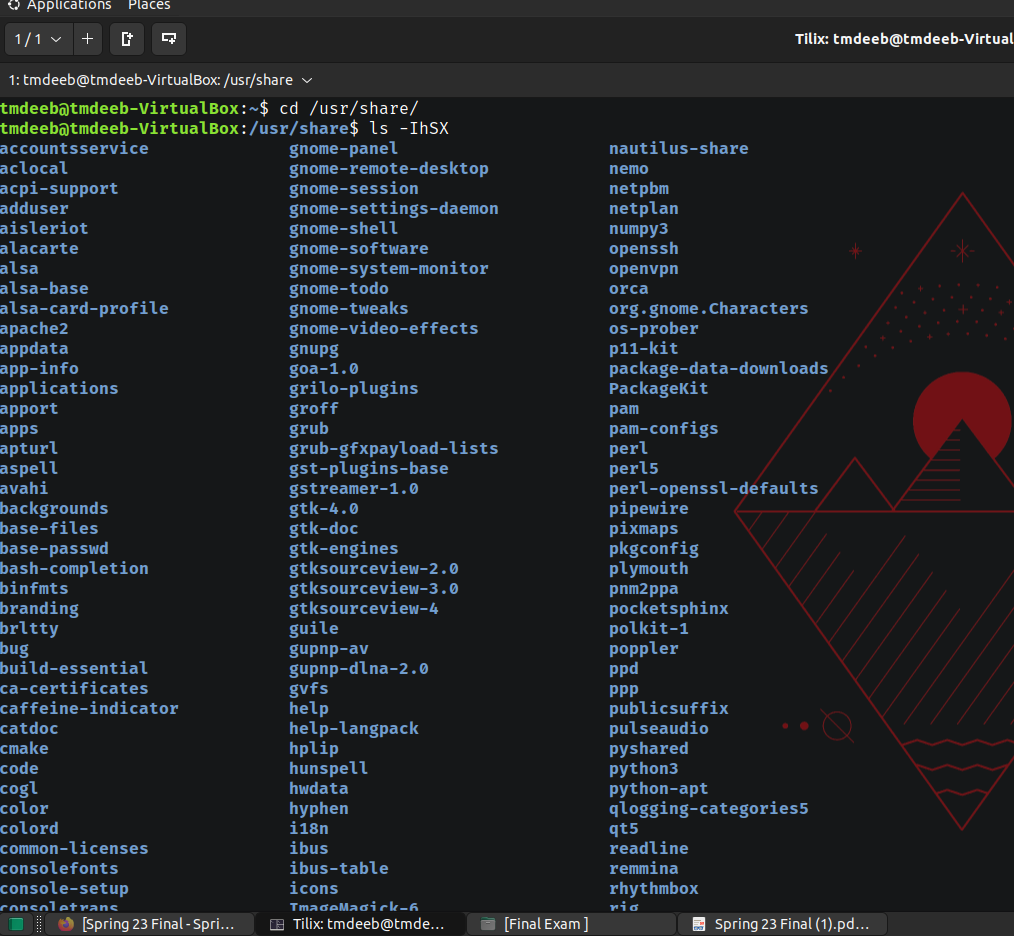 Applications Places
1 / 1
Tilix: tmdeeb@tmdeeb-Virtual
1: tmdeeb@tmdeeb-VirtualBox: /usr/share
tmdeeb@tmdeeb-VirtualBox:~$ cd /usr/share/
tmdeeb@tmdeeb-VirtualBox:/usr/share$ ls -IhSX
accountsservice gnome-panel nautilus-share
aclocal gnome-remote-desktop nemo
acpi-support gnome-session netpbm
adduser gnome-settings-daemon netplan
aisleriot gnome-shell numpy3
alacarte gnome-software openssh
alsa gnome-system-monitor openvpn
alsa-base gnome-todo orca
alsa-card-profile gnome-tweaks org.gnome.Characters
apache2 gnome-video-effects os-prober
appdata gnupg p11-kit
app-info goa-1.0 package-data-downloads
applications grilo-plugins PackageKit
apport groff pam
apps grub pam-configs
apturl grub-gfxpayload-lists perl
aspell gst-plugins-base perl5
avahi gstreamer-1.0 perl-openssl-defaults
backgrounds gtk-4.0 pipewire
base-files gtk-doc pixmaps
base-passwd gtk-engines pkgconfig
bash-completion gtksourceview-2.0 plymouth
binfmts gtksourceview-3.0 pnm2ppa
branding gtksourceview-4 pocketsphinx
brltty guile polkit-1
bug gupnp-av poppler
build-essential gupnp-dlna-2.0 ppd
ca-certificates gvfs ppp
caffeine-indicator help publicsuffix
catdoc help-langpack pulseaudio
cmake hplip pyshared
code hunspell python3
cogl hwdata python-apt
color hyphen qlogging-categories5
colord i18n qt5
common-licenses ibus readline
consolefonts ibus-table remmina
console-setup icons rhythmbox
consoletrans ImageMagick-6 rig
[Spring 23 Final - Spri... Tilix: tmdeeb@tmde... [Final Exam ] Spring 23 Final (1).pd...